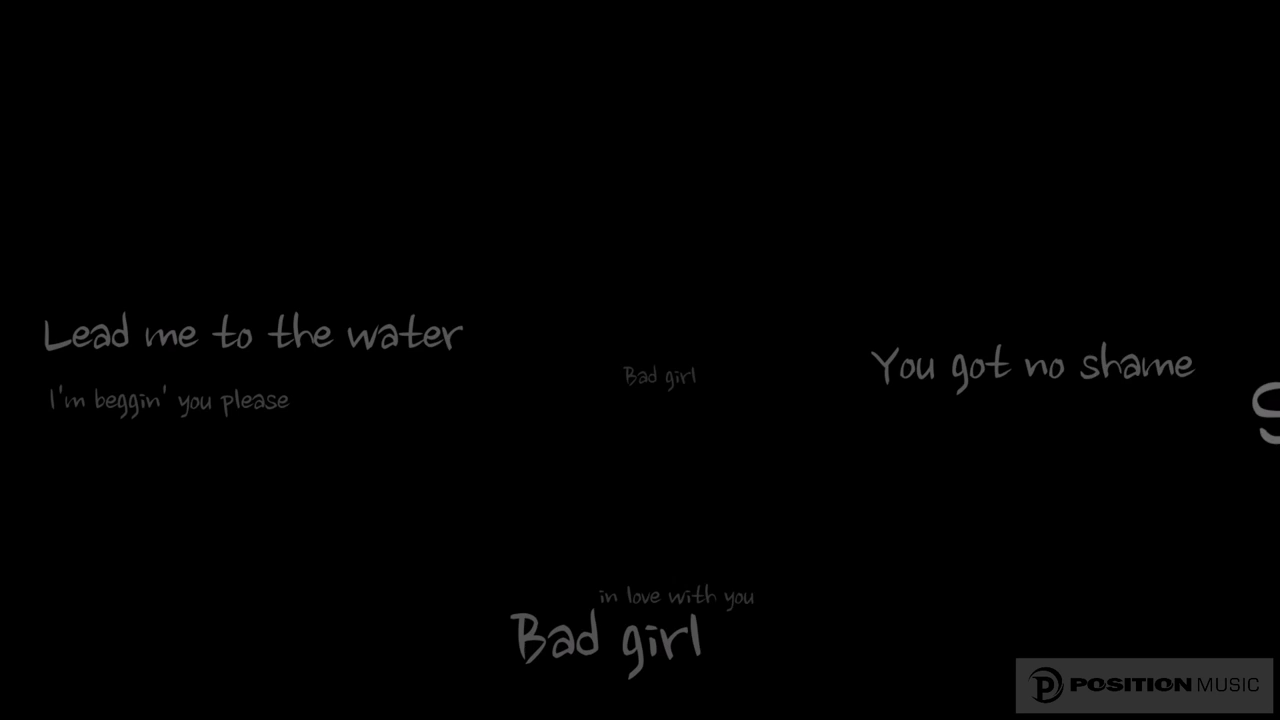 Lead me to the water
I'm beggin' you please
Bad girl
You got no shame
in love with you
Bad girl
POSITION MUSIC